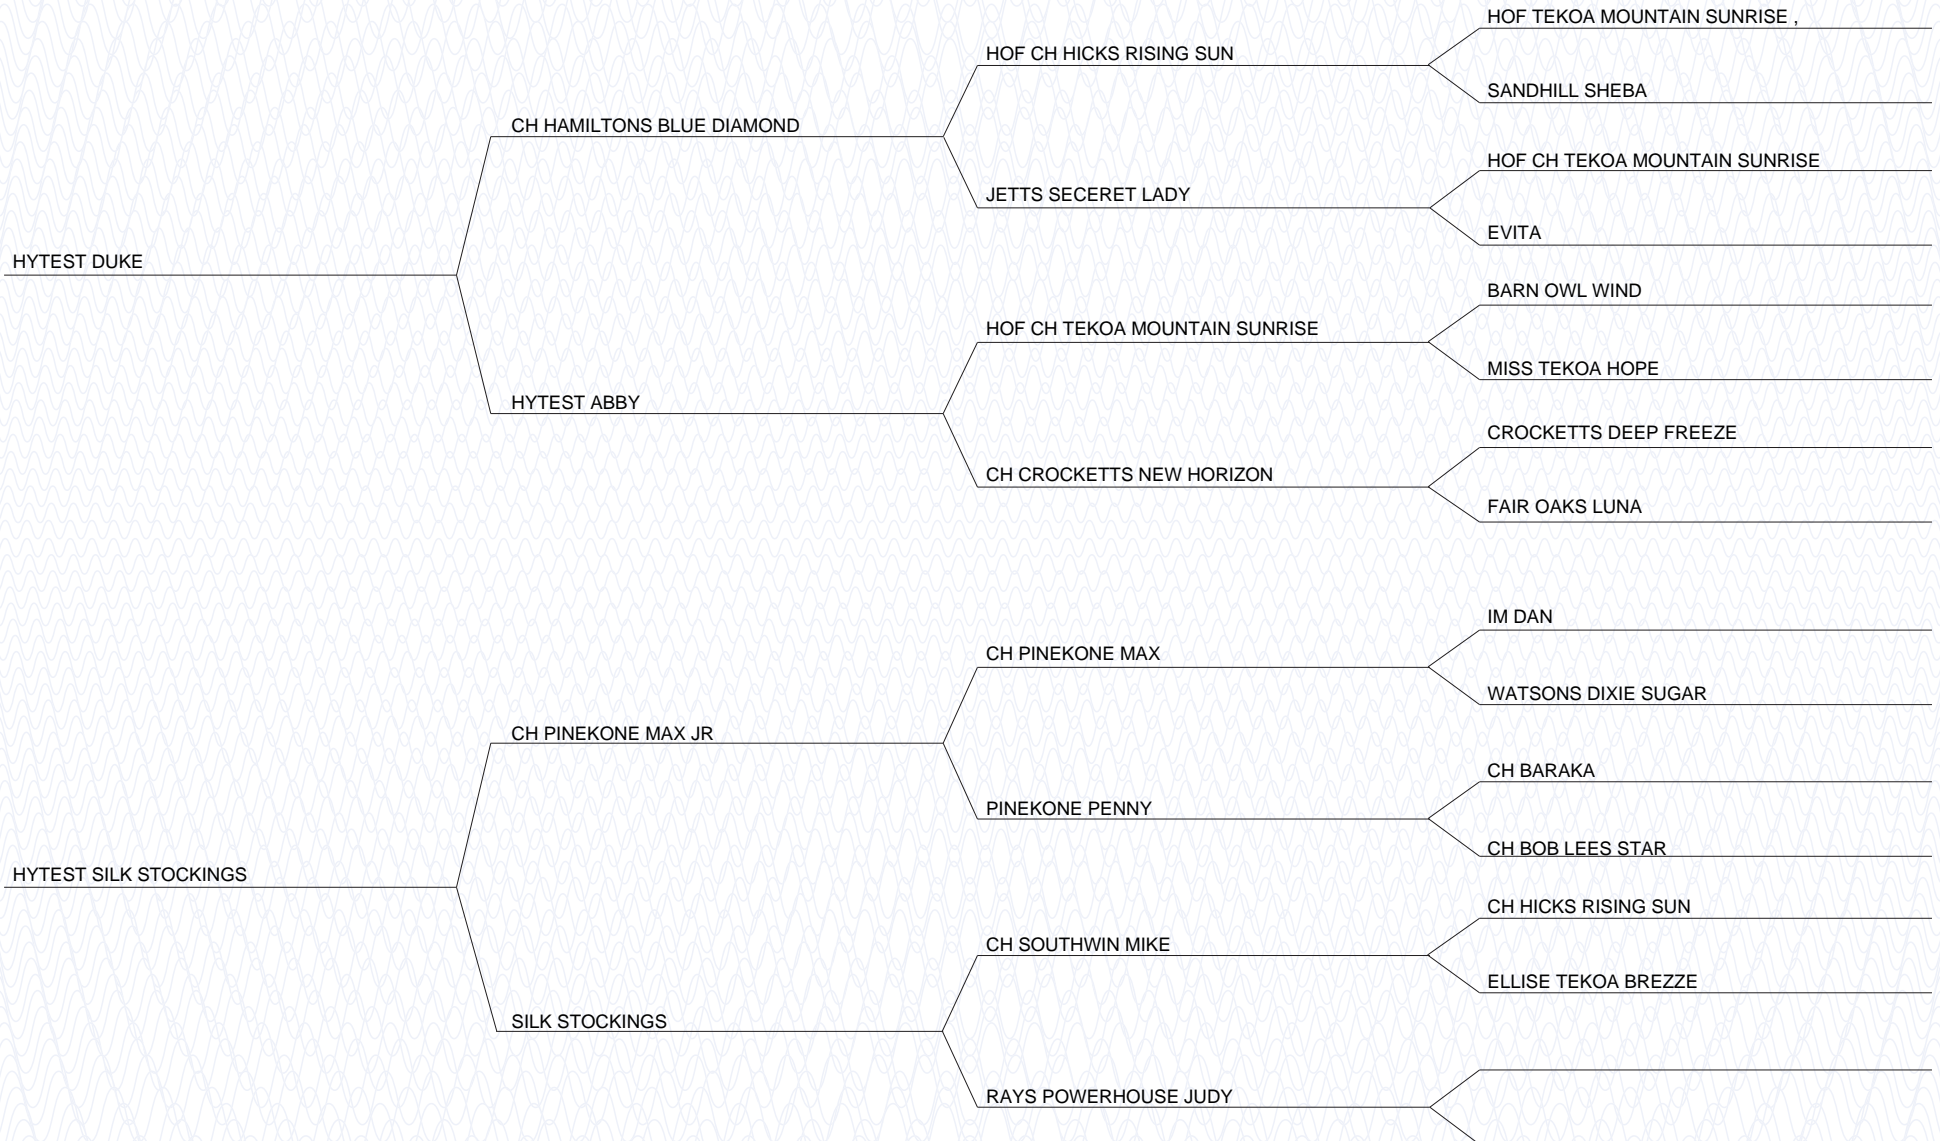 HOF TEKOA MOUNTAIN SUNRISE ,
HOF CH HICKS RISING SUN
SANDHILL SHEBA
CH HAMILTONS BLUE DIAMOND
HOF CH TEKOA MOUNTAIN SUNRISE
JETTS SECERET LADY
EVITA
HYTEST DUKE
BARN OWL WIND
HOF CH TEKOA MOUNTAIN SUNRISE
MISS TEKOA HOPE
HYTEST ABBY
CROCKETTS DEEP FREEZE
CH CROCKETTS NEW HORIZON
FAIR OAKS LUNA
IM DAN
CH PINEKONE MAX
WATSONS DIXIE SUGAR
CH PINEKONE MAX JR
CH BARAKA
PINEKONE PENNY
CH BOB LEES STAR
HYTEST SILK STOCKINGS
CH HICKS RISING SUN
CH SOUTHWIN MIKE
ELLISE TEKOA BREZZE
SILK STOCKINGS
RAYS POWERHOUSE JUDY